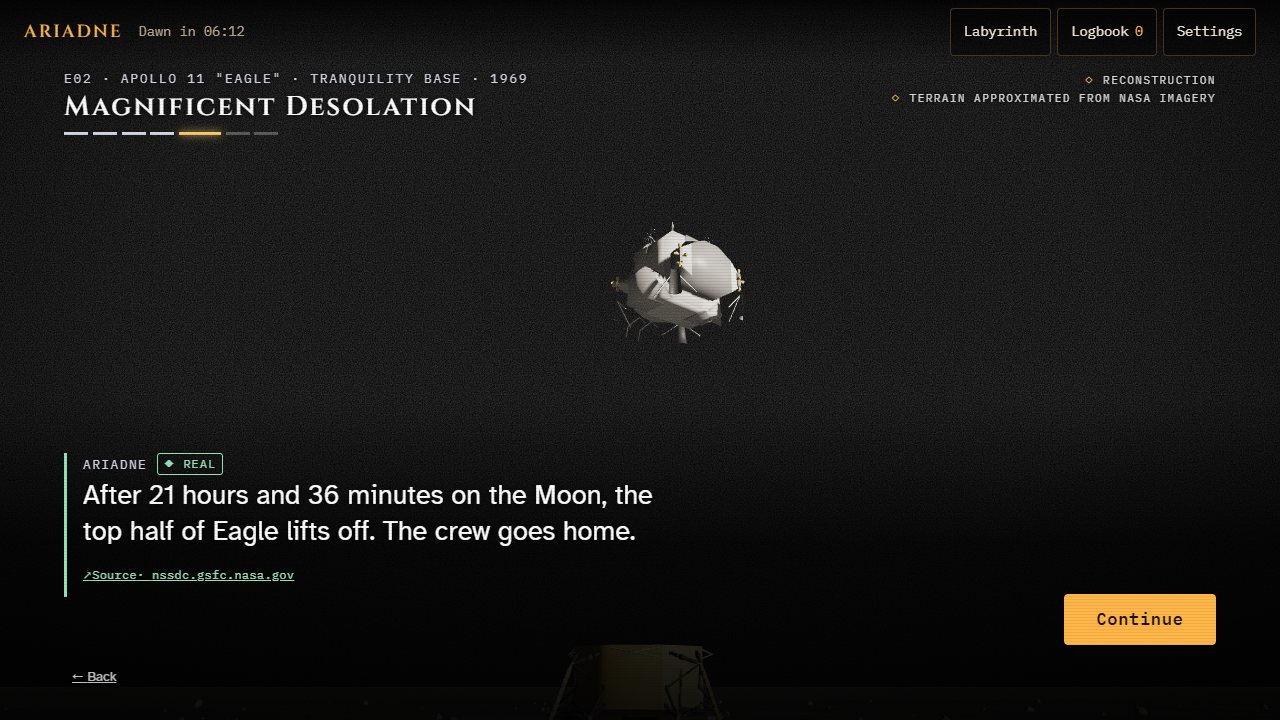 ARIADNE Dawn in 06:12
Labyrinth Logbook 0 Settings
E02 · APOLLO 11 "EAGLE" · TRANQUILITY BASE · 1969
Magnificent Desolation
◇ RECONSTRUCTION
◇ TERRAIN APPROXIMATED FROM NASA IMAGERY
ARIADNE ◆ REAL
After 21 hours and 36 minutes on the Moon, the
top half of Eagle lifts off. The crew goes home.
↗Source· nssdc.gsfc.nasa.gov
Continue
← Back